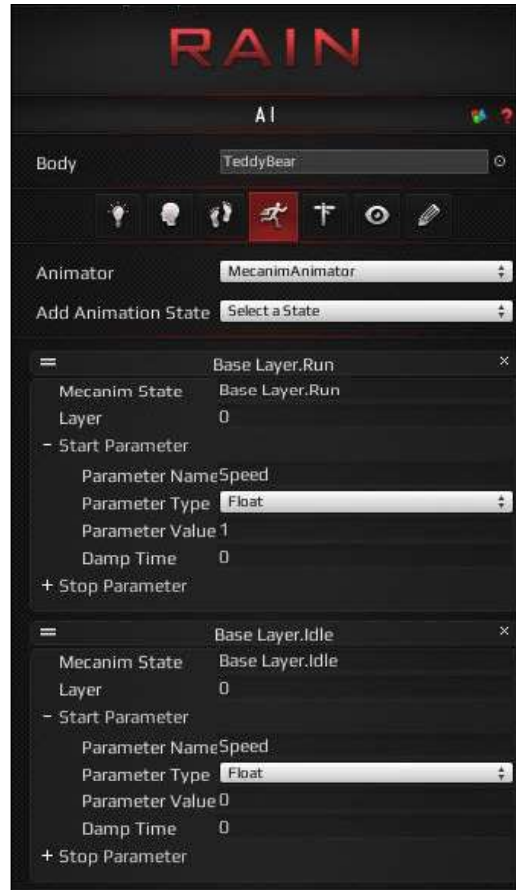 RAIN
AI ?
Body TeddyBear
Animator MecanimAnimator
Add Animation State Select a State
Base Layer.Run ×
Mecanim State Base Layer.Run
Layer 0
− Start Parameter
Parameter Name Speed
Parameter Type Float
Parameter Value 1
Damp Time 0
+ Stop Parameter
Base Layer.Idle ×
Mecanim State Base Layer.Idle
Layer 0
− Start Parameter
Parameter Name Speed
Parameter Type Float
Parameter Value 0
Damp Time 0
+ Stop Parameter